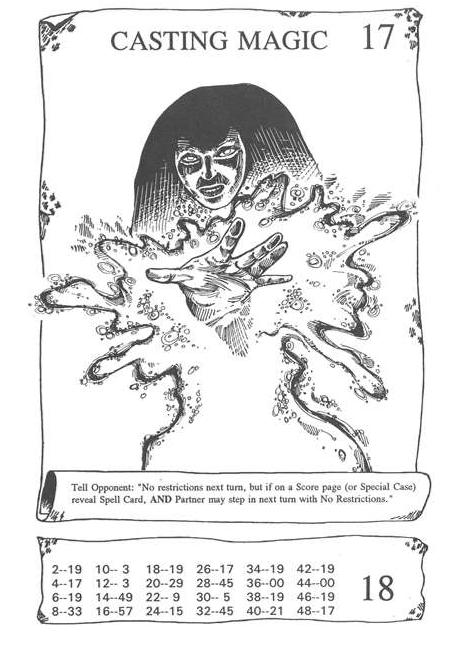 CASTING MAGIC 17
Tell Opponent: "No restrictions next turn, but if on a Score page (or Special Case)
reveal Spell Card, AND Partner may step in next turn with No Restrictions."
2--19 10-- 3 18--19 26--17 34--19 42--19
4--17 12-- 3 20--29 28--45 36--00 44--00
6--19 14--49 22-- 9 30-- 5 38--19 46--19
8--33 16--57 24--15 32--45 40--21 48--17
18